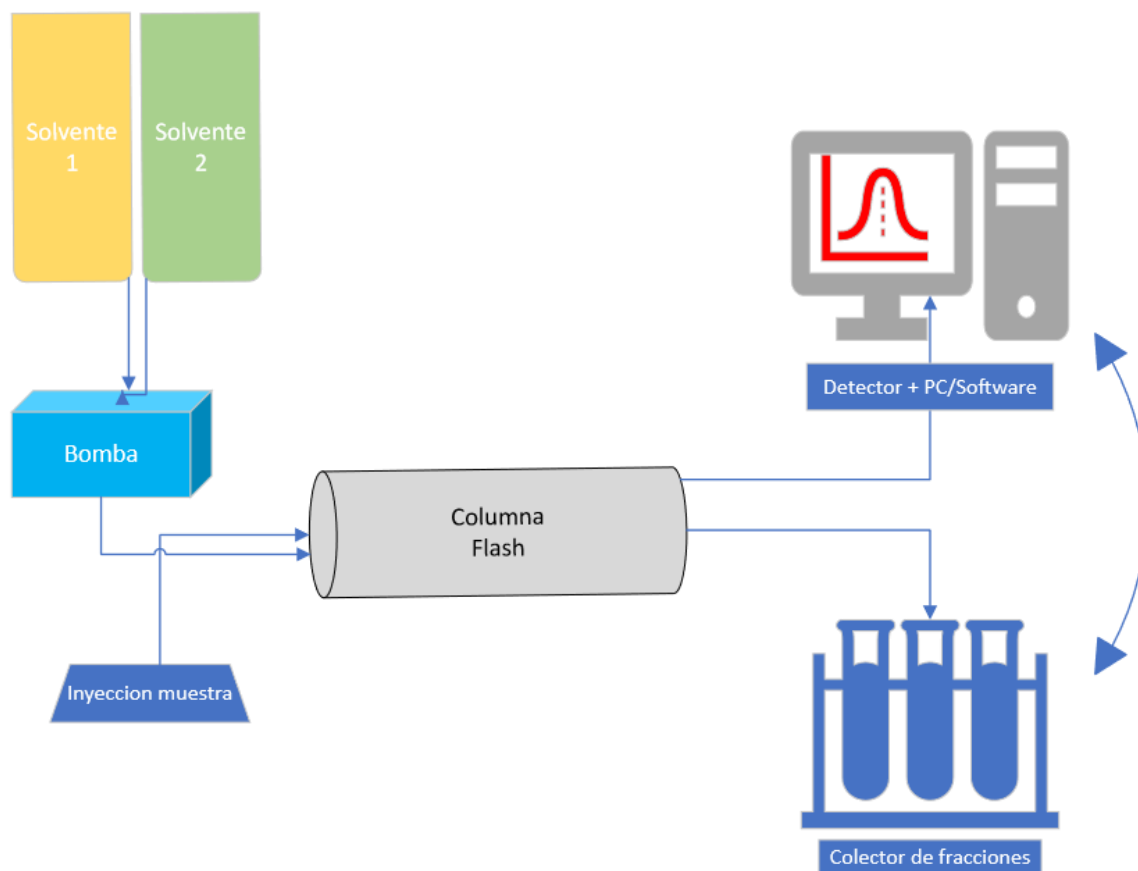 Solvente
1
Solvente
2
Bomba
Columna
Flash
Inyeccion muestra
Detector + PC/Software
Colector de fracciones